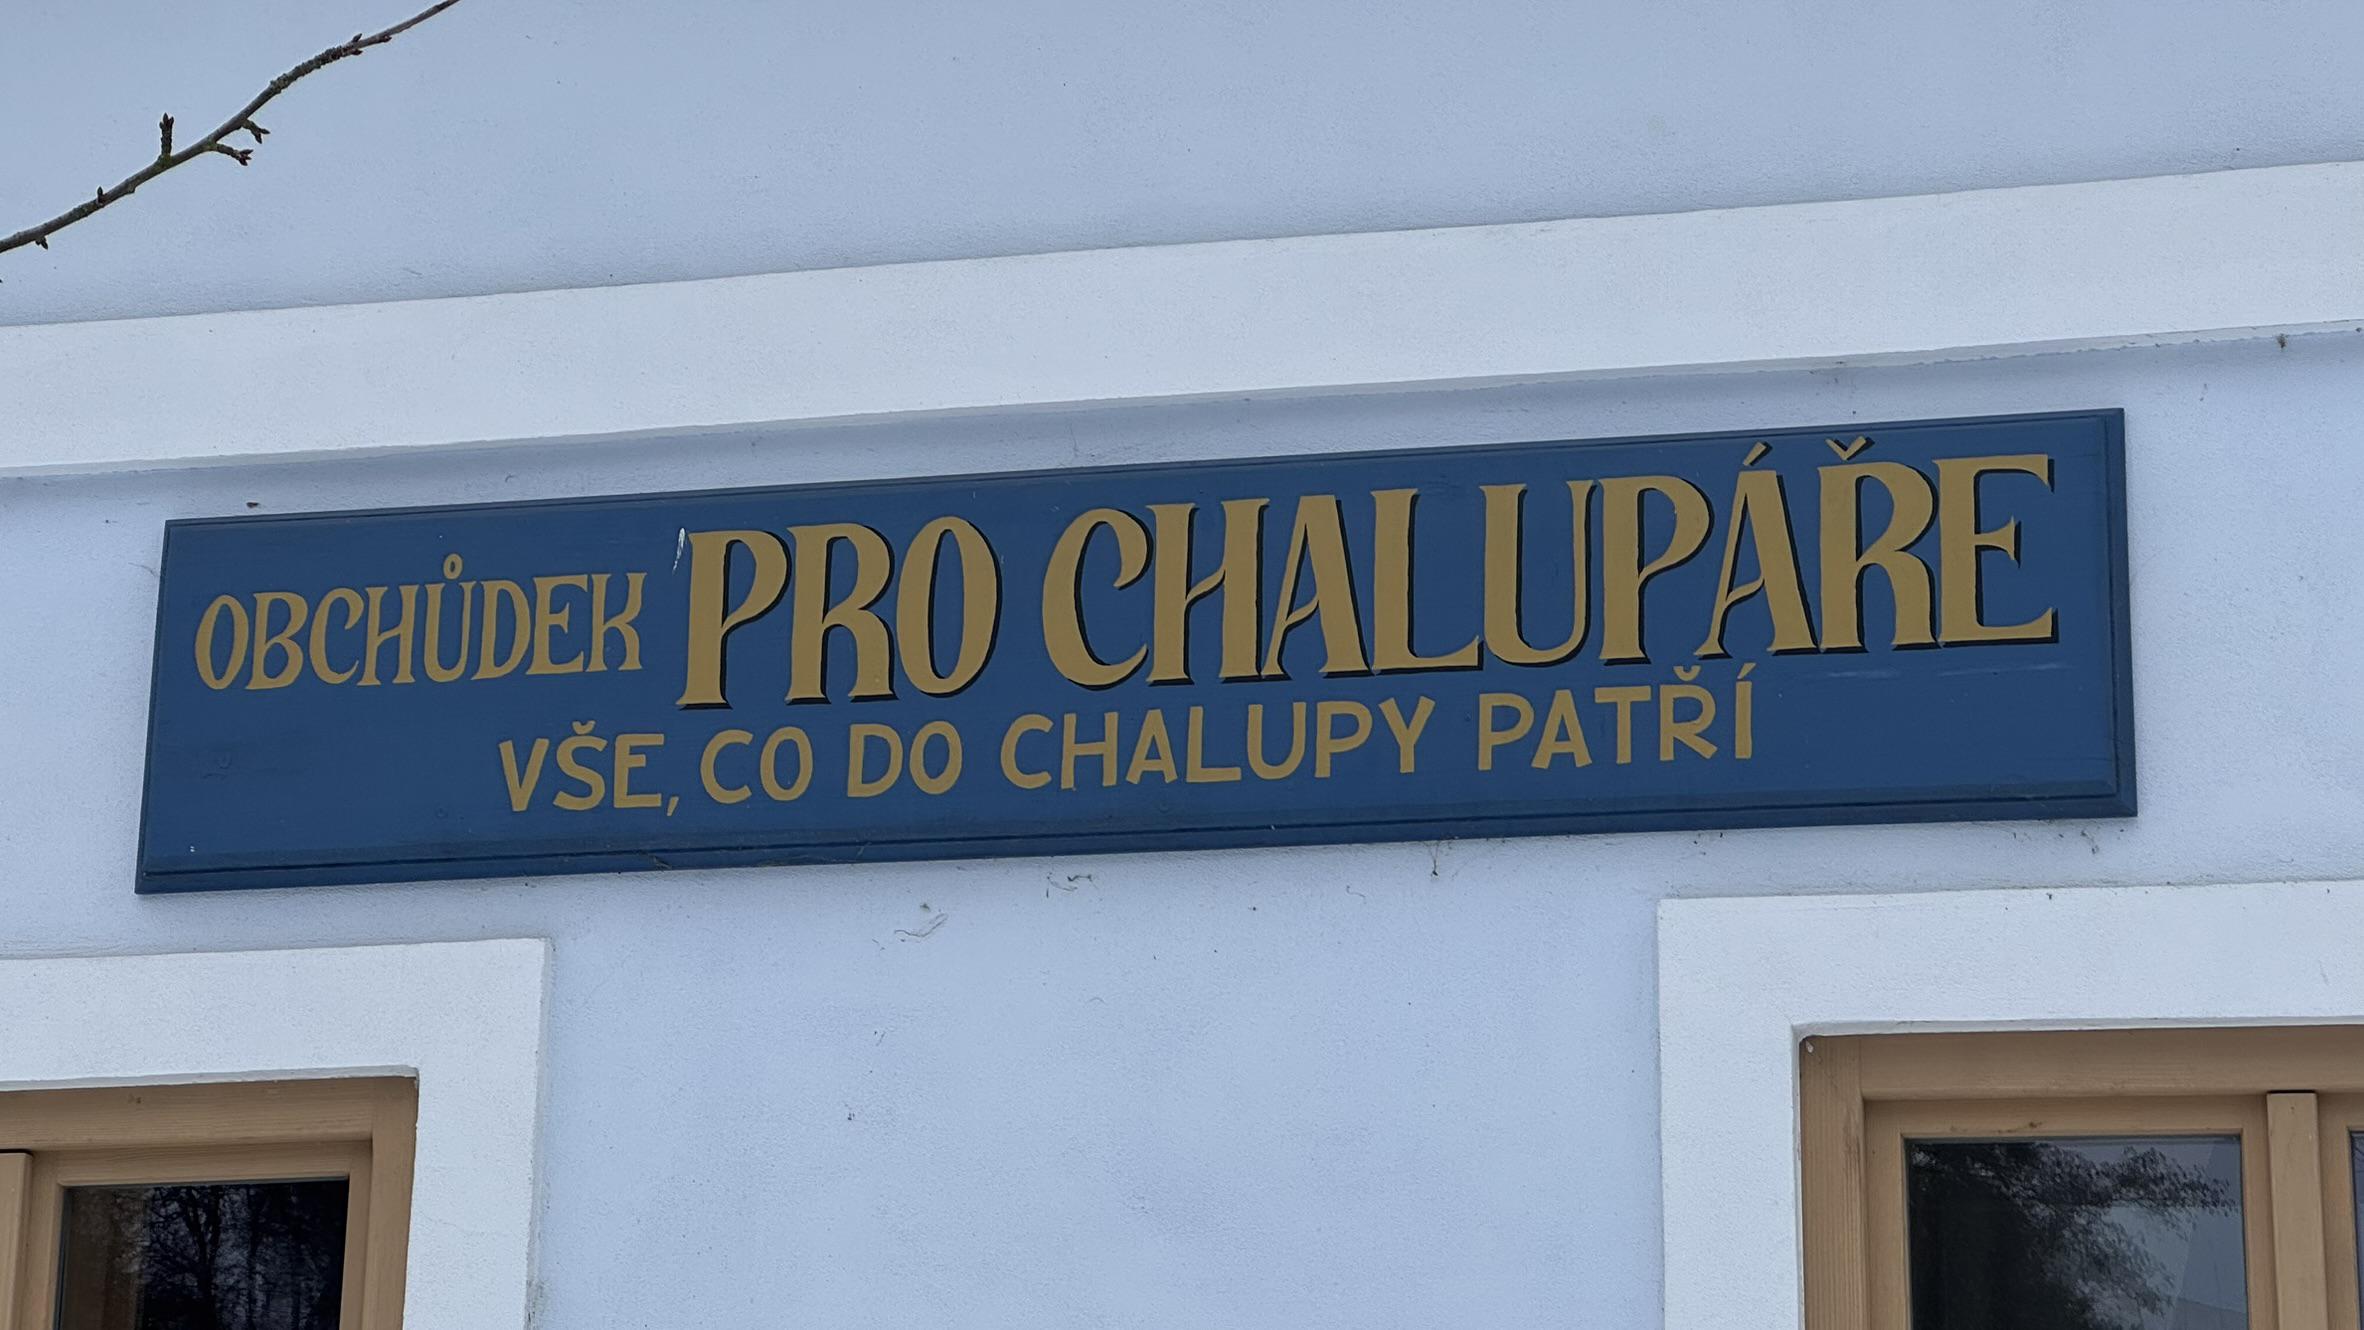 OBCHŮDEK PRO CHALUPÁŘE
VŠE, CO DO CHALUPY PATŘÍ